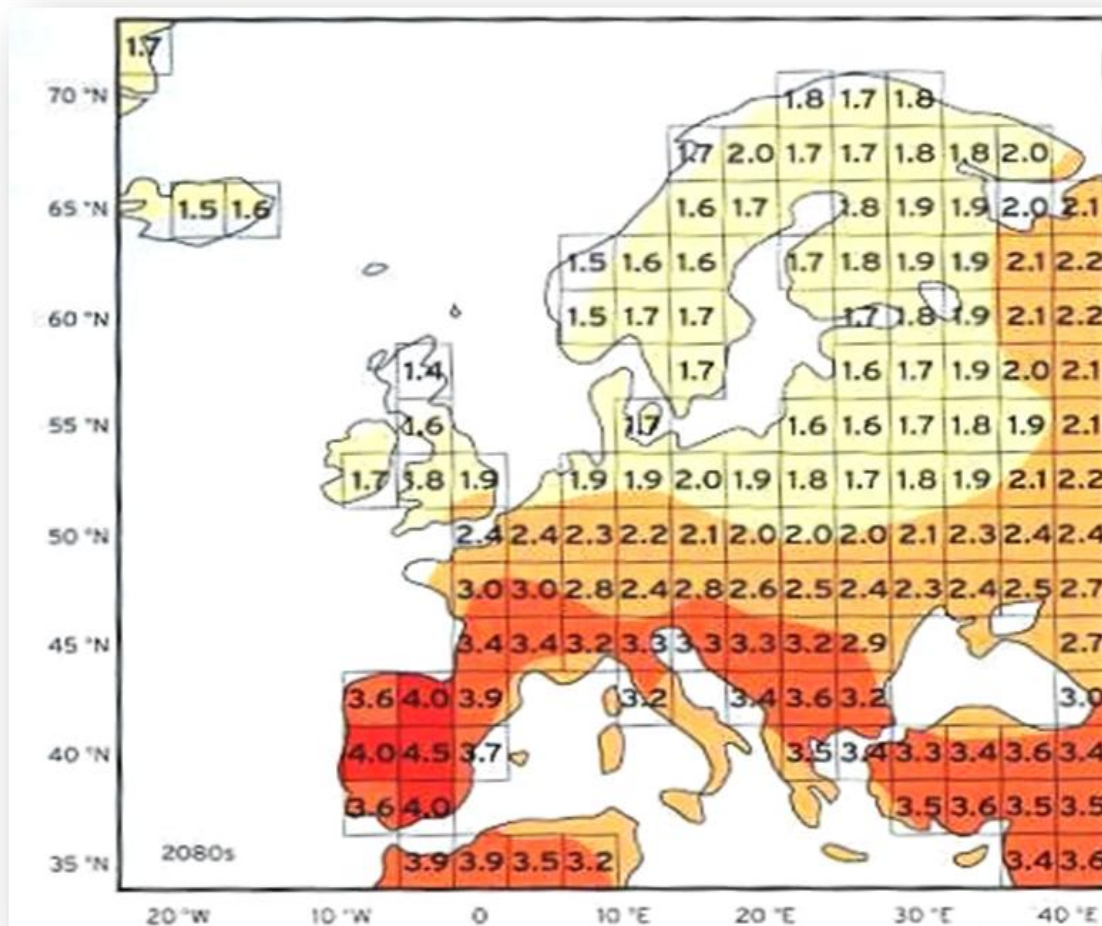 1.7
70 °N 1.8 1.7 1.8
1.7 2.0 1.7 1.7 1.8 1.8 2.0
65 °N 1.5 1.6 1.6 1.7 1.8 1.9 1.9 2.0 2.1
1.5 1.6 1.6 1.7 1.8 1.9 1.9 2.1 2.2
60 °N 1.5 1.7 1.7 1.7 1.8 1.9 2.1 2.2
1.4 1.7 1.6 1.7 1.9 2.0 2.1
55 °N 1.6 1.7 1.6 1.6 1.7 1.8 1.9 2.1
1.7 1.8 1.9 1.9 1.9 2.0 1.9 1.8 1.7 1.8 1.9 2.1 2.2
50 °N 2.4 2.4 2.3 2.2 2.1 2.0 2.0 2.0 2.1 2.3 2.4 2.4
3.0 3.0 2.8 2.4 2.8 2.6 2.5 2.4 2.3 2.4 2.5 2.7
45 °N 3.4 3.4 3.2 3.3 3.3 3.3 3.2 2.9 2.7
3.6 4.0 3.9 3.2 3.4 3.6 3.2 3.0
40 °N 4.0 4.5 3.7 3.5 3.4 3.3 3.4 3.6 3.4
3.6 4.0 3.5 3.6 3.5 3.5
35 °N 2080s 3.9 3.9 3.5 3.2 3.4 3.6
20 °W 10 °W 0 10 °E 20 °E 30 °E 40 °E